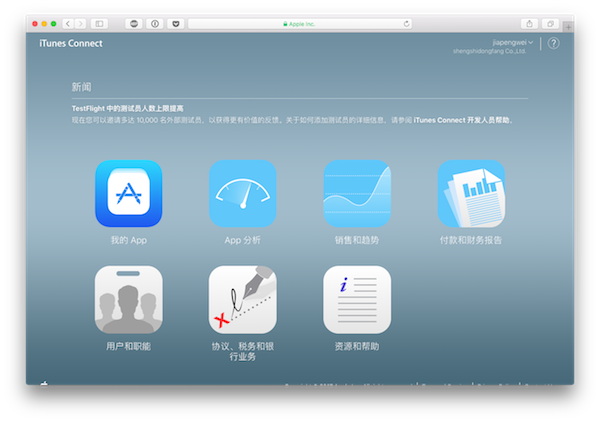 Apple Inc.
iTunes Connect
jiapengwei
shengshidongfang Co.,Ltd.
?
新闻
TestFlight 中的测试员人数上限提高
现在您可以邀请多达 10,000 名外部测试员，以获得更有价值的反馈。关于如何添加测试员的详细信息，请参阅 iTunes Connect 开发人员帮助。
我的 App
App 分析
销售和趋势
付款和财务报告
用户和职能
协议、税务和银
行业务
资源和帮助